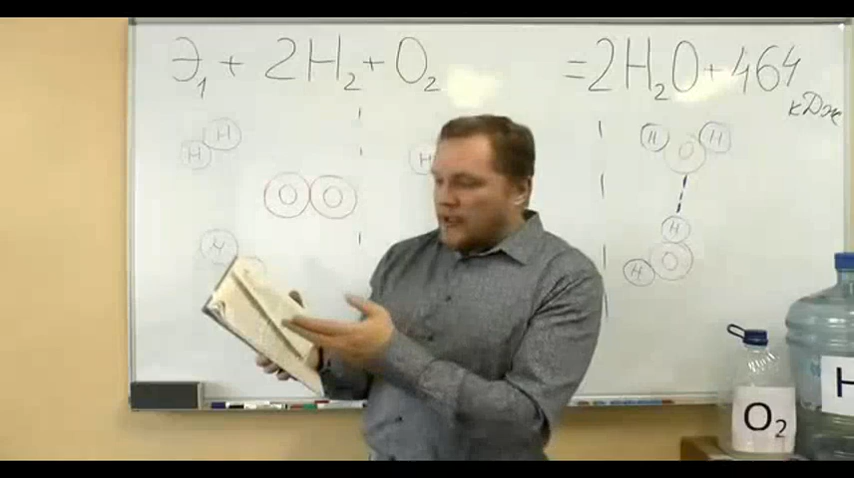 Э₁ + 2H₂ + O₂ = 2H₂O + 464
кДж
H H H H H
O O O
H
H H O
O₂ H